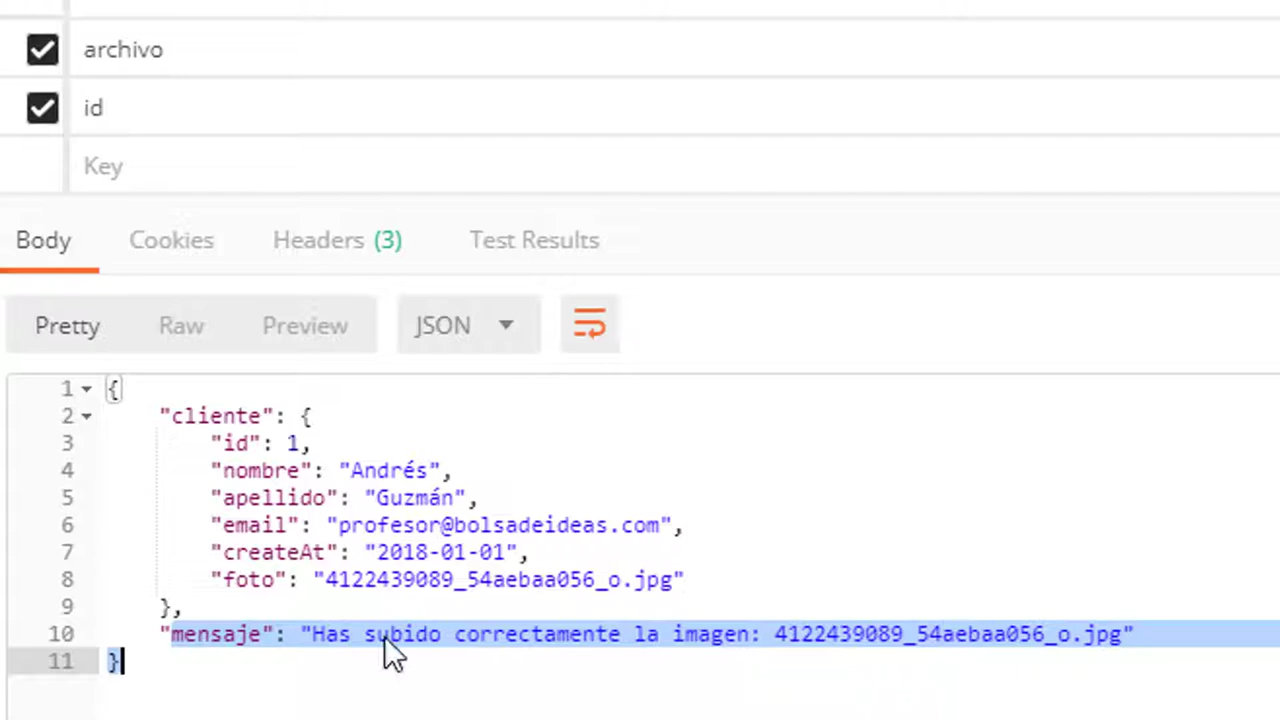 archivo
id
Key
Body Cookies Headers (3) Test Results
Pretty Raw Preview JSON
1 {
2 "cliente": {
3 "id": 1,
4 "nombre": "Andrés",
5 "apellido": "Guzmán",
6 "email": "profesor@bolsadeideas.com",
7 "createAt": "2018-01-01",
8 "foto": "4122439089_54aebaa056_o.jpg"
9 },
10 "mensaje": "Has subido correctamente la imagen: 4122439089_54aebaa056_o.jpg"
11 }